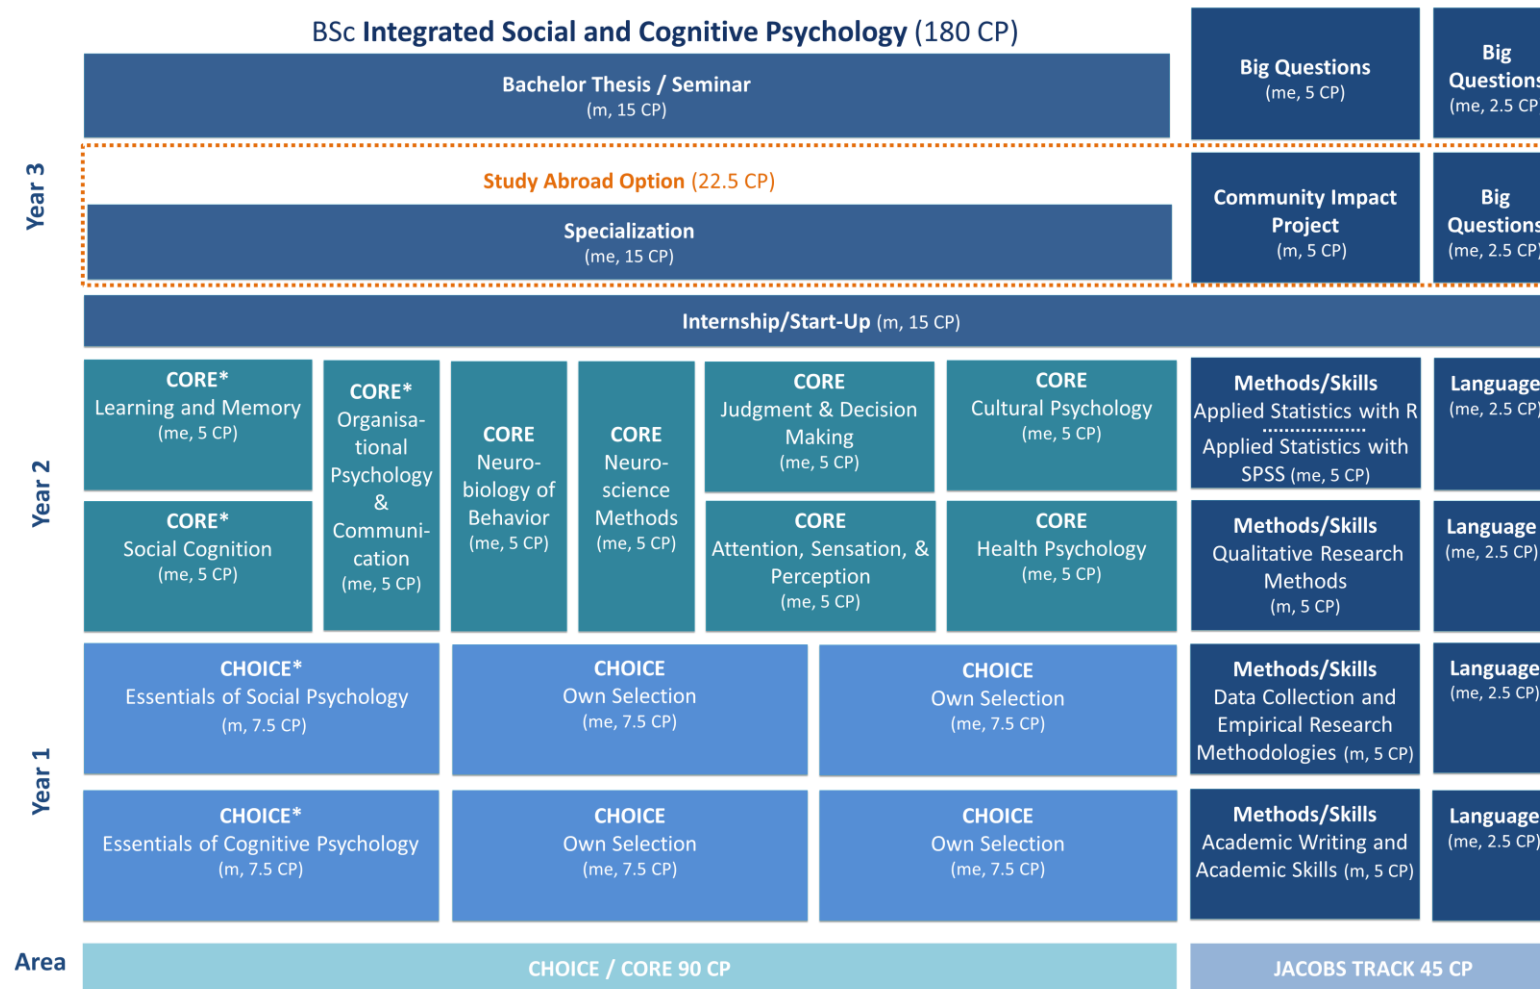 BSc Integrated Social and Cognitive Psychology (180 CP)
Big Questions
(me, 5 CP)
Big
Questions
(me, 2.5 CP
Bachelor Thesis / Seminar
(m, 15 CP)
Year 3
Study Abroad Option (22.5 CP)
Specialization
(me, 15 CP)
Community Impact
Project
(m, 5 CP)
Big
Questions
(me, 2.5 CP)
Internship/Start-Up (m, 15 CP)
Year 2
CORE*
Learning and Memory
(me, 5 CP)
CORE*
Social Cognition
(me, 5 CP)
CORE*
Organisa-
tional
Psychology
&
Communi-
cation
(me, 5 CP)
CORE
Neuro-
biology of
Behavior
(me, 5 CP)
CORE
Neuro-
science
Methods
(me, 5 CP)
CORE
Judgment & Decision
Making
(me, 5 CP)
CORE
Attention, Sensation, &
Perception
(me, 5 CP)
CORE
Cultural Psychology
(me, 5 CP)
CORE
Health Psychology
(me, 5 CP)
Methods/Skills
Applied Statistics with R
Applied Statistics with
SPSS (me, 5 CP)
Language
(me, 2.5 CP)
Methods/Skills
Qualitative Research
Methods
(m, 5 CP)
Language
(me, 2.5 CP)
Year 1
CHOICE*
Essentials of Social Psychology
(m, 7.5 CP)
CHOICE
Own Selection
(me, 7.5 CP)
CHOICE
Own Selection
(me, 7.5 CP)
Methods/Skills
Data Collection and
Empirical Research
Methodologies (m, 5 CP)
Language
(me, 2.5 CP)
CHOICE*
Essentials of Cognitive Psychology
(m, 7.5 CP)
CHOICE
Own Selection
(me, 7.5 CP)
CHOICE
Own Selection
(me, 7.5 CP)
Methods/Skills
Academic Writing and
Academic Skills (m, 5 CP)
Language
(me, 2.5 CP)
Area
CHOICE / CORE 90 CP
JACOBS TRACK 45 CP